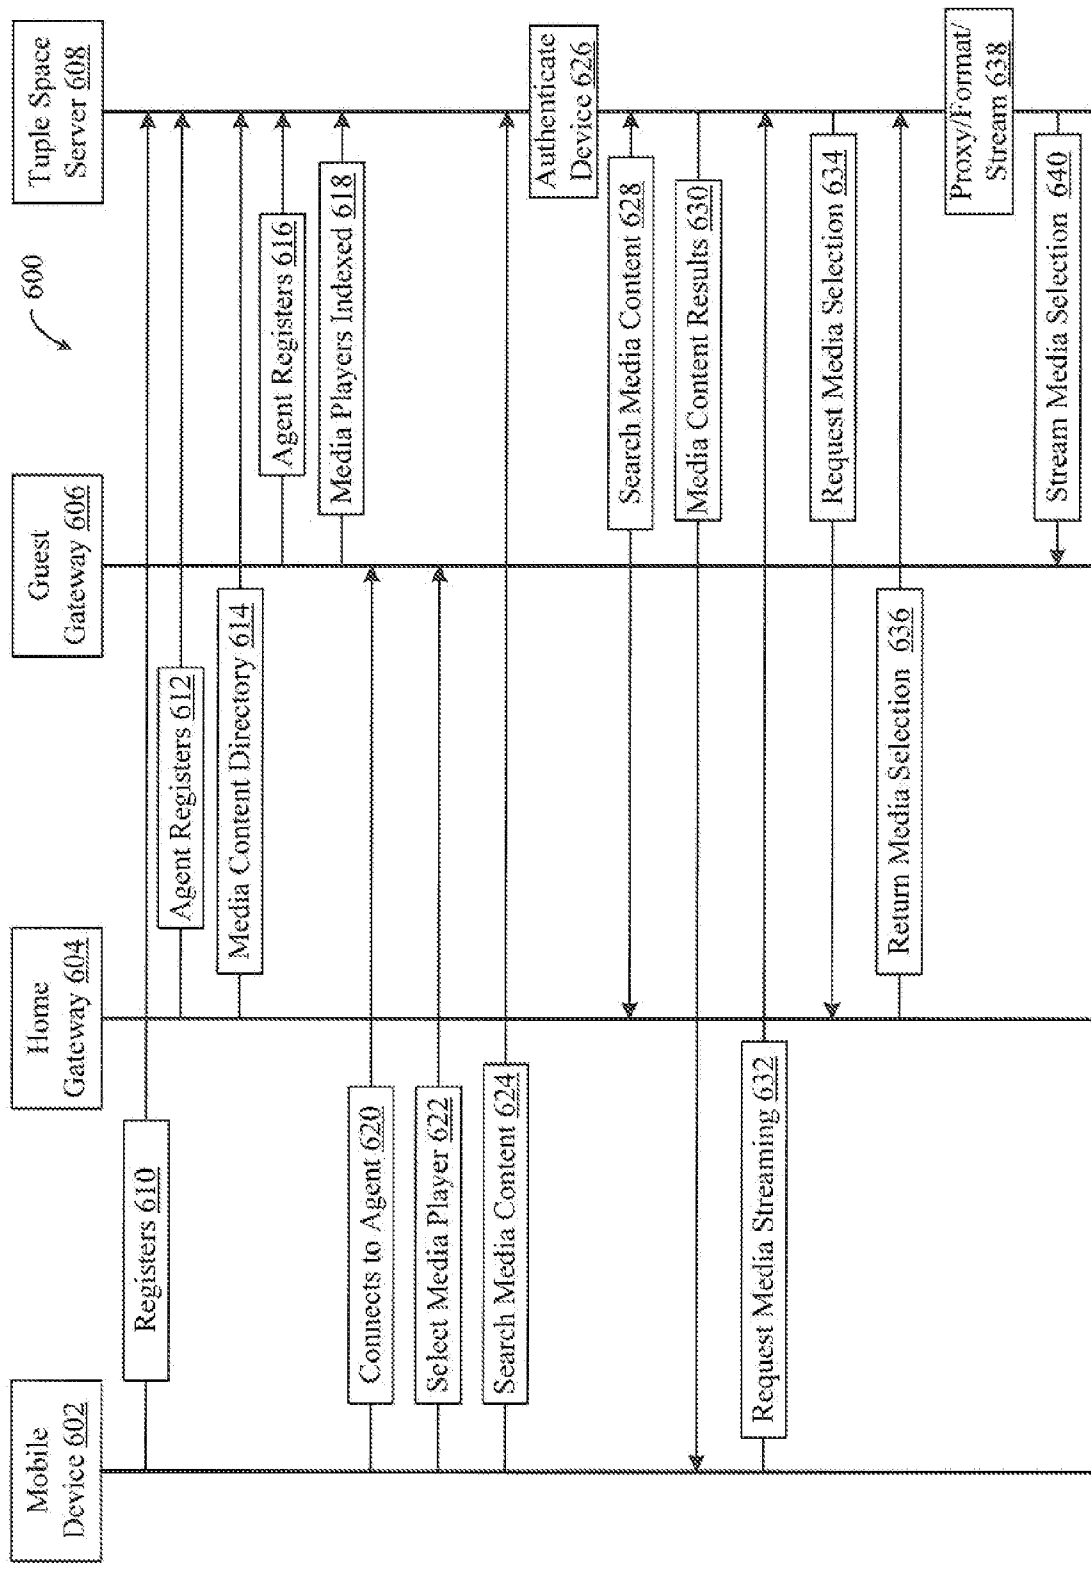 600
Mobile
Device 602
Home
Gateway 604
Guest
Gateway 606
Tuple Space
Server 608
Registers 610
Agent Registers 612
Media Content Directory 614
Agent Registers 616
Media Players Indexed 618
Connects to Agent 620
Select Media Player 622
Search Media Content 624
Authenticate
Device 626
Search Media Content 628
Media Content Results 630
Request Media Streaming 632
Request Media Selection 634
Return Media Selection 636
Proxy/Format/
Stream 638
Stream Media Selection 640